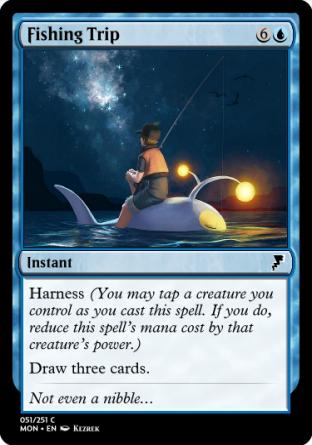 Fishing Trip 6
Instant
Harness (You may tap a creature you
control as you cast this spell. If you do,
reduce this spell's mana cost by that
creature's power.)
Draw three cards.
Not even a nibble...
051/251 C
MON • EN KEZREK